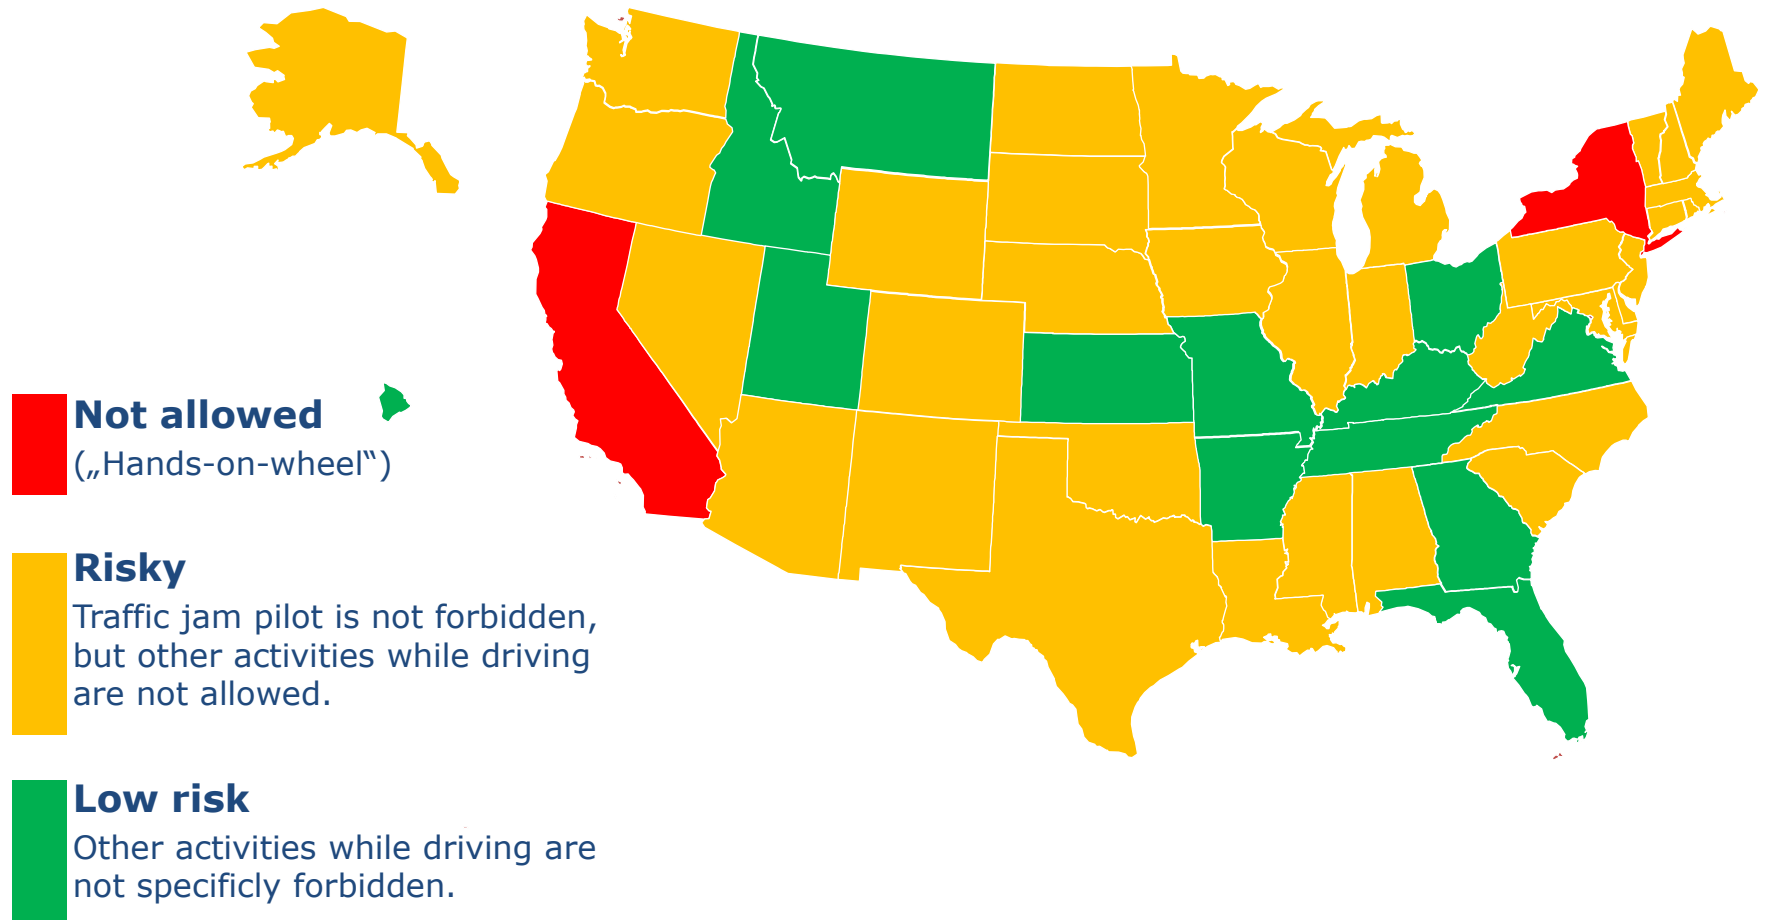 Not allowed
(„Hands-on-wheel“)
Risky
Traffic jam pilot is not forbidden,
but other activities while driving
are not allowed.
Low risk
Other activities while driving are
not specificly forbidden.